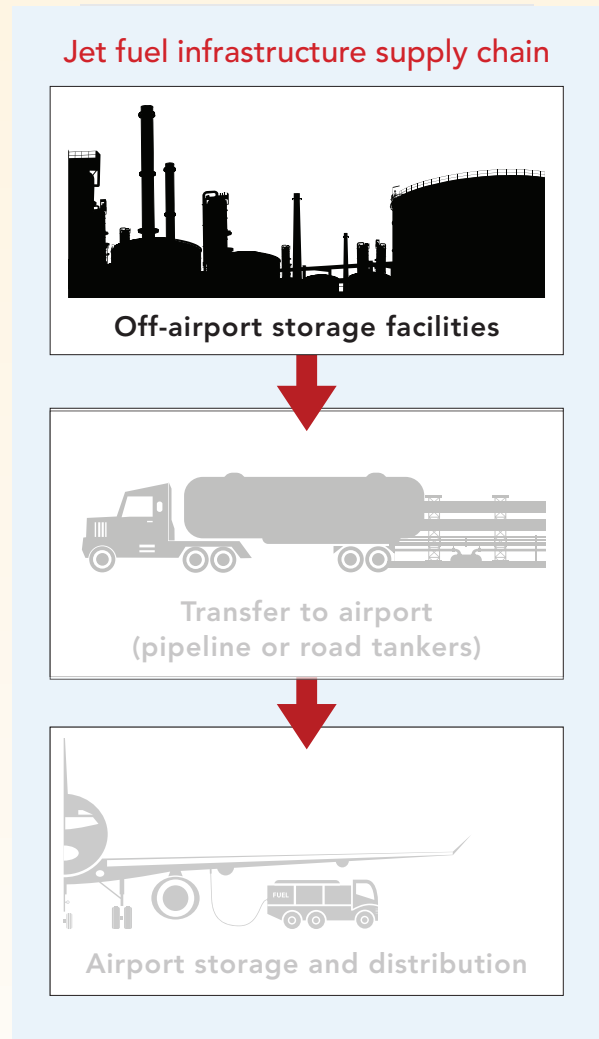 Jet fuel infrastructure supply chain
Off-airport storage facilities
Transfer to airport
(pipeline or road tankers)
FUEL
Airport storage and distribution